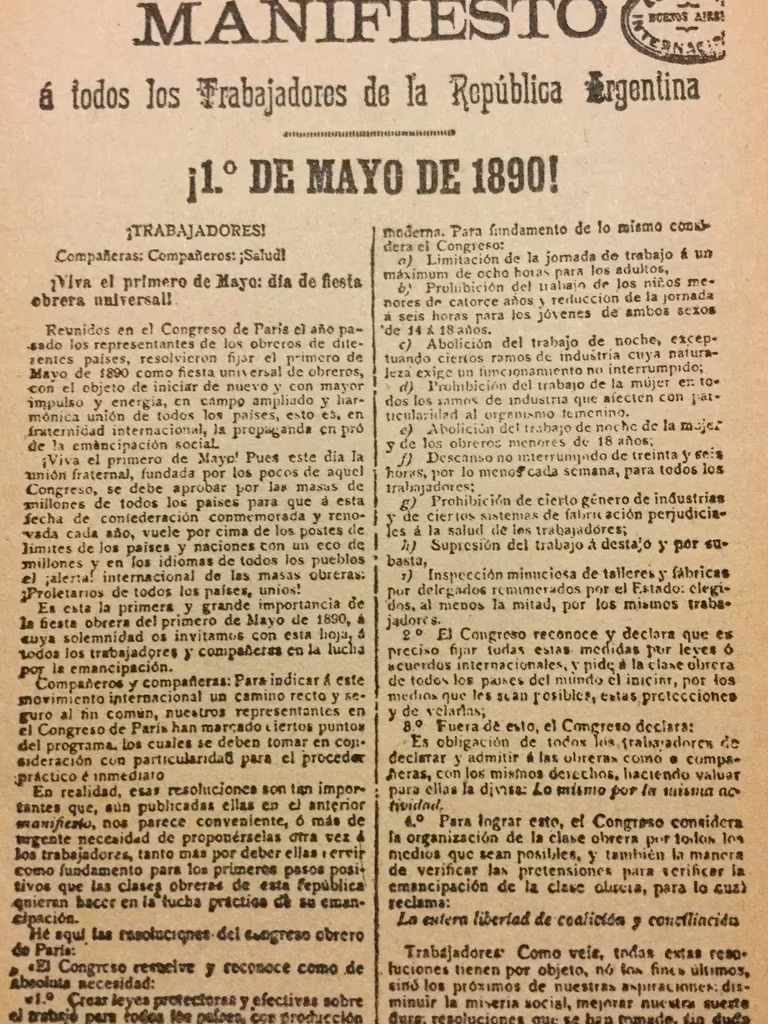 MANIFIESTO
BUENOS AIRES
INTERNAC
á todos los Trabajadores de la República Argentina
¡1.º DE MAYO DE 1890!
¡TRABAJADORES!
Compañeras: Compañeros: ¡Salud!
¡Viva el primero de Mayo: dia de fiesta
obrera universal!
Reunidos en el Congreso de Paris el año pa-
sado los representantes de los obreros de dife-
rentes países, resolvieron fijar el primero de
Mayo de 1890 como fiesta universal de obreros,
con el objeto de iniciar de nuevo y con mayor
impulso y energía, en campo ampliado y har-
mónica unión de todos los países, esto es, en
fraternidad internacional, la propaganda en pró
de la emancipación social.
¡Viva el primero de Mayo! Pues este dia la
unión fraternal, fundada por los pocos de aquel
Congreso, se debe aprobar por las masas de
millones de todos los países para que á esta
fecha de confederación conmemorada y reno-
vada cada año, vuele por cima de los postes de
límites de los países y naciones con un eco de
millones y en los idiomas de todos los pueblos
el ¡alerta! internacional de las masas obreras:
¡Proletarios de todos los países, unios!
Es esta la primera y grande importancia de
la fiesta obrera del primero de Mayo de 1890, á
cuya solemnidad os invitamos con esta hoja, á
todos los trabajadores y compañeras en la lucha
por la emancipación.
Compañeros y compañeras: Para indicar á este
movimiento internacional un camino recto y se-
guro al fin común, nuestros representantes en
el Congreso de Paris han marcado ciertos puntos
del programa, los cuales se deben tomar en con-
sideración con particularidad para el proceder
práctico é inmediato
En realidad, esas resoluciones son tan impor-
tantes que, aun publicadas ellas en el anterior
manifiesto, nos parece conveniente, ó más de
urgente necesidad de proponérselas otra vez á
los trabajadores, tanto más por deber ellas servir
como fundamento para los primeros pasos posi-
tivos que las clases obreras de esta república
quieran hacer en la lucha práctica de su eman-
cipación.
Hé aquí las resoluciones del congreso obrero
de París:
«El Congreso resuelve y reconoce como de
absoluta necesidad:
«1.º Crear leyes protectoras y efectivas sobre
el trabajo para todos los países, con producción
moderna. Para fundamento de lo mismo consi-
dera el Congreso:
a) Limitación de la jornada de trabajo á un
máximum de ocho horas para los adultos,
b) Prohibición del trabajo de los niños me-
nores de catorce años y reducción de la jornada
á seis horas para los jóvenes de ambos sexos
de 14 á 18 años.
c) Abolición del trabajo de noche, excep-
tuando ciertos ramos de industria cuya natura-
leza exige un funcionamiento no interrumpido;
d) Prohibición del trabajo de la mujer en to-
dos los ramos de industria que afecten con par-
ticularidad al organismo femenino.
e) Abolición del trabajo de noche de la mujer
y de los obreros menores de 18 años;
f) Descanso no interrumpido de treinta y seis
horas, por lo menos cada semana, para todos los
trabajadores;
g) Prohibición de cierto género de industrias
y de ciertos sistemas de fabricación perjudicia-
les á la salud de los trabajadores;
h) Supresión del trabajo á destajo y por su-
basta,
i) Inspección minuciosa de talleres y fábricas
por delegados remunerados por el Estado: elegi-
dos, al menos la mitad, por los mismos traba-
jadores.
2º El Congreso reconoce y declara que es
preciso fijar todas estas medidas por leyes ó
acuerdos internacionales, y pide á la clase obrera
de todos los países del mundo el iniciar, por los
medios que les sean posibles, estas protecciones
y de velarlas;
3.º Fuera de esto, el Congreso declara:
Es obligación de todos los trabajadores de
declarar y admitir á las obreras como compa-
ñeras, con los mismos derechos, haciendo valuar
para ellas la divisa: Lo mismo por la misma ac-
tividad.
4.º Para lograr esto, el Congreso considera
la organización de la clase obrera por todos los
medios que sean posibles, y también la manera
de verificar las pretensiones para verificar la
emancipación de la clase obrera, para lo cual
reclama:
La entera libertad de coalición y conciliación
Trabajadores: Como veis, todas estas reso-
luciones tienen por objeto, nó los fines últimos,
sinó los próximos de nuestras aspiraciones: dis-
minuir la miseria social, mejorar nuestra suerte
dura, resoluciones que se han tomado, sin duda